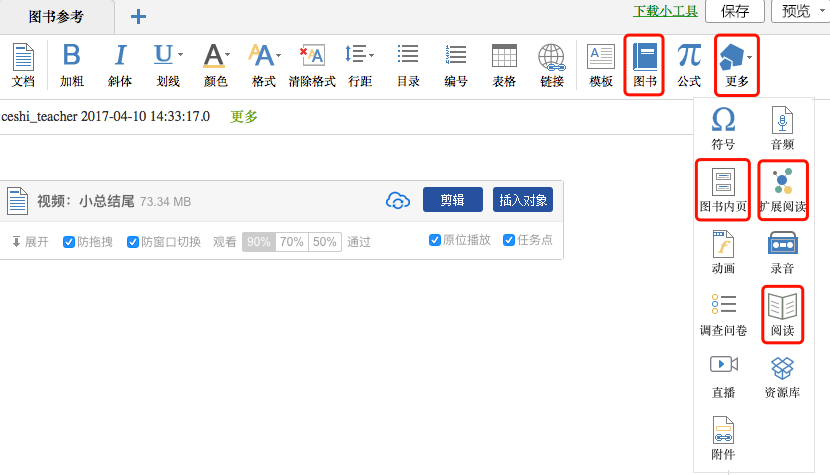 图书参考
下载小工具 保存 预览
文档 加粗 斜体 划线 颜色 格式 清除格式 行距 目录 编号 表格 链接 模板 图书 公式 更多
ceshi_teacher 2017-04-10 14:33:17.0 更多
符号 音频
视频：小总结尾 73.34 MB 剪辑 插入对象
图书内页 扩展阅读
展开 防拖拽 防窗口切换 观看 90% 70% 50% 通过 原位播放 任务点
动画 录音
调查问卷 阅读
直播 资源库
附件